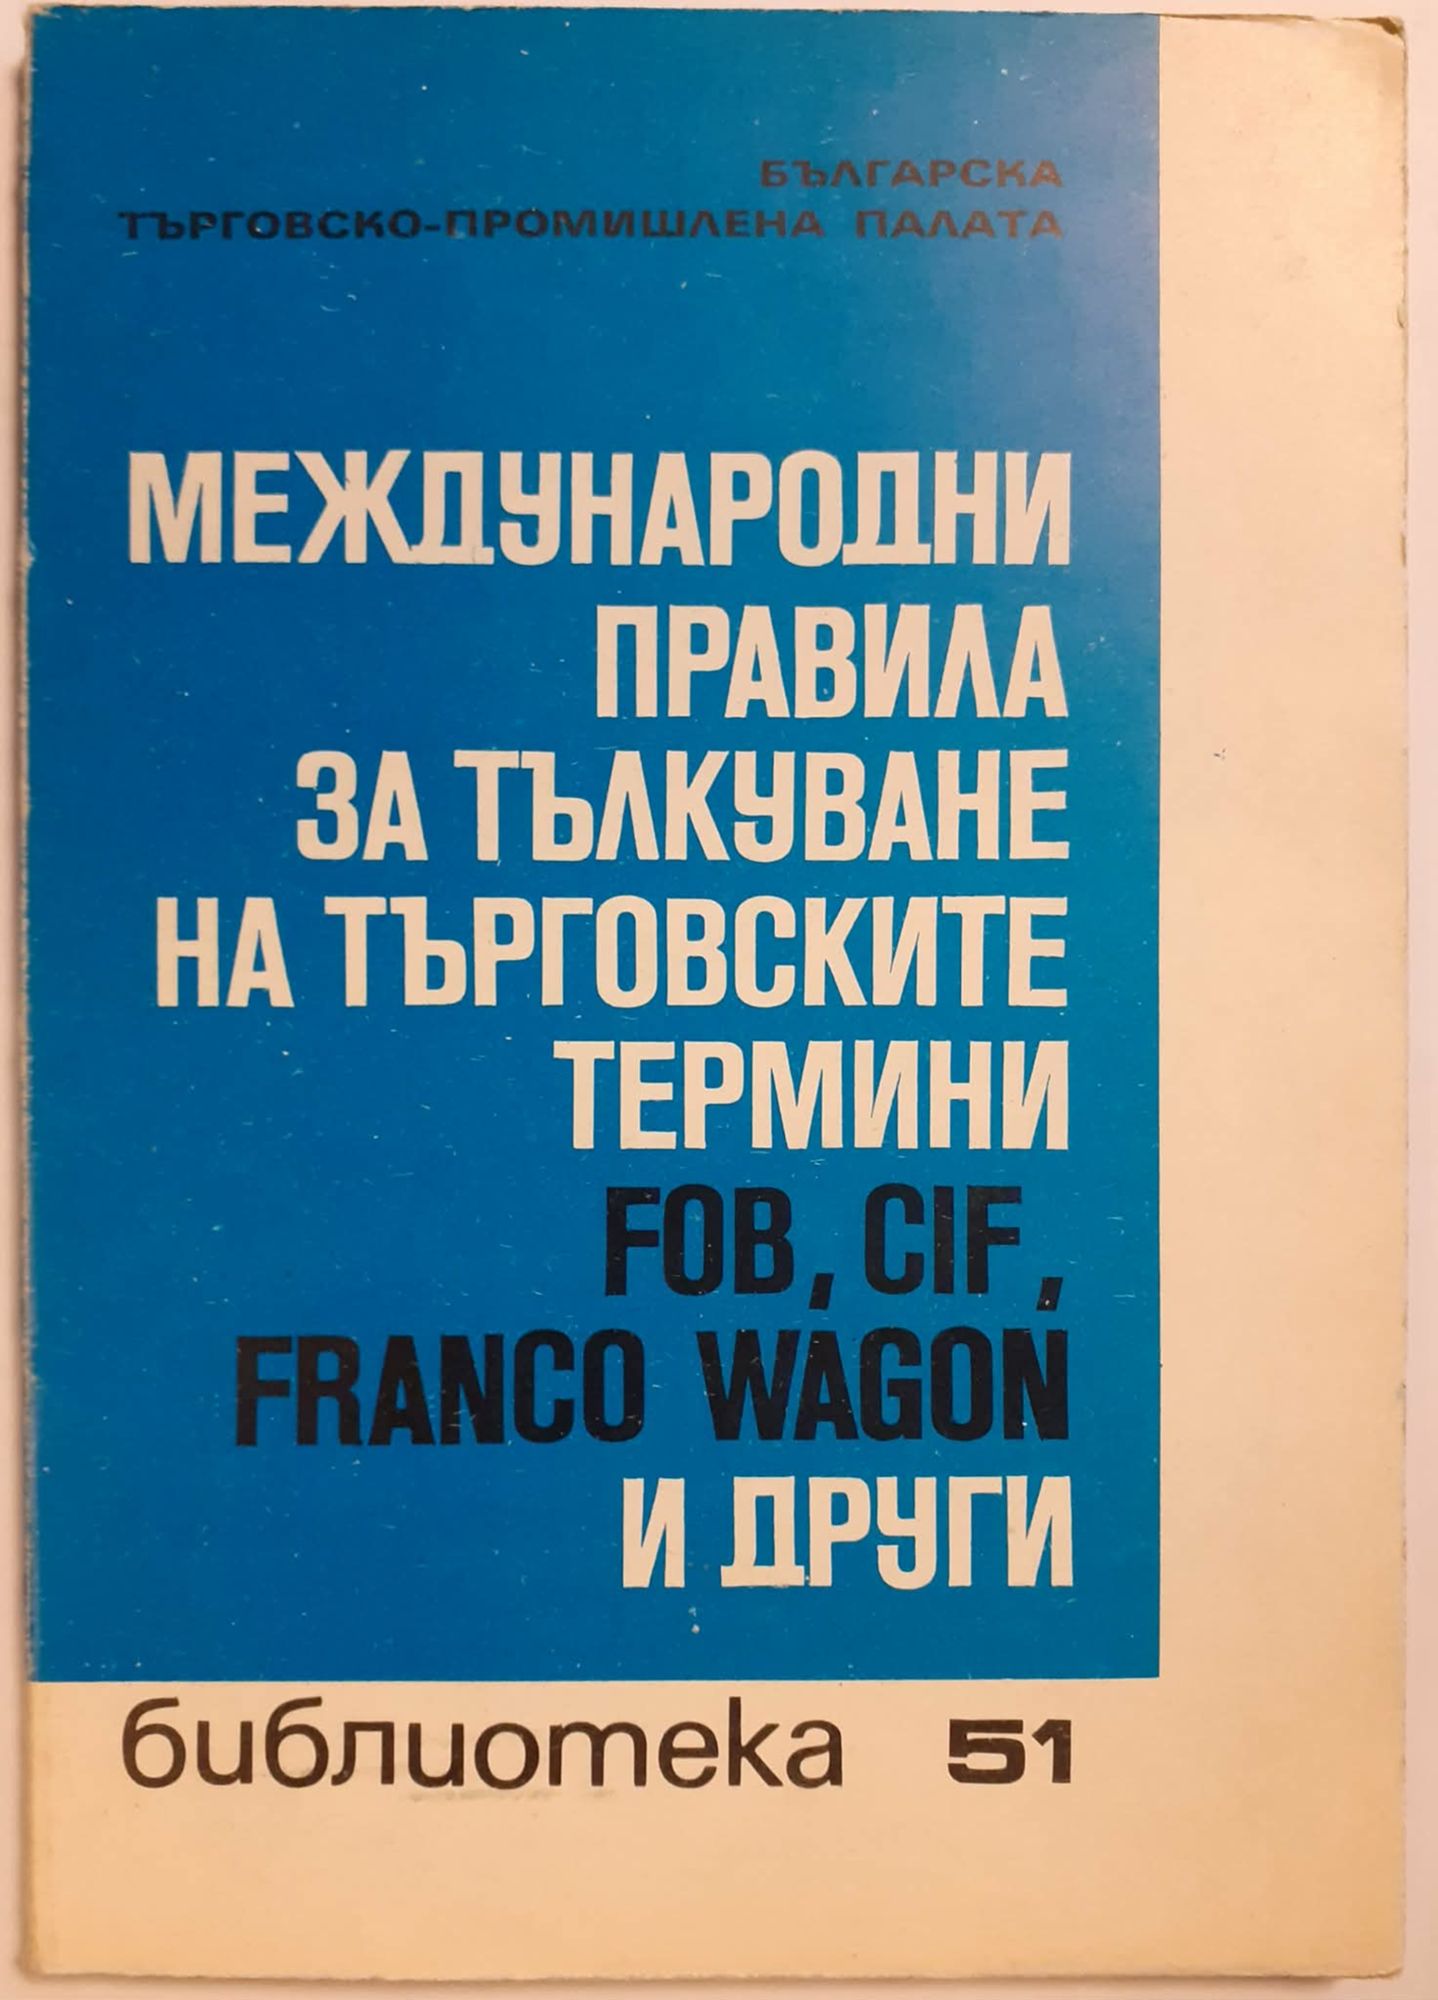 БЪЛГАРСКА
ТЪРГОВСКО-ПРОМИШЛЕНА ПАЛАТА
МЕЖДУНАРОДНИ
ПРАВИЛА
ЗА ТЪЛКУВАНЕ
НА ТЪРГОВСКИТЕ
ТЕРМИНИ
FOB, CIF,
FRANCO WAGON
И ДРУГИ
библиотека 51